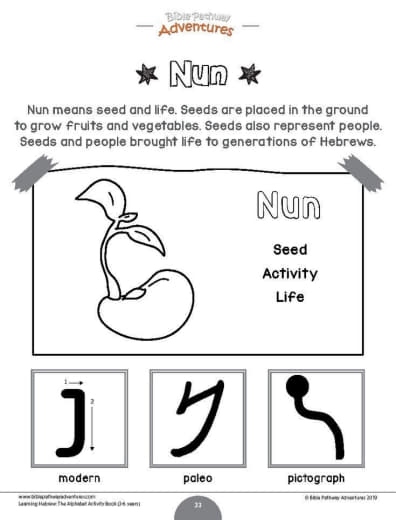 Bible Pathway
Adventures
Nun
Nun means seed and life. Seeds are placed in the ground
to grow fruits and vegetables. Seeds also represent people.
Seeds and people brought life to generations of Hebrews.
Nun
Seed
Activity
Life
1
2
נ
modern
paleo
pictograph
www.biblepathwayadventures.com
Learning Hebrew: The Alphabet Activity Book (3-6 years)
33
© Bible Pathway Adventures 2019